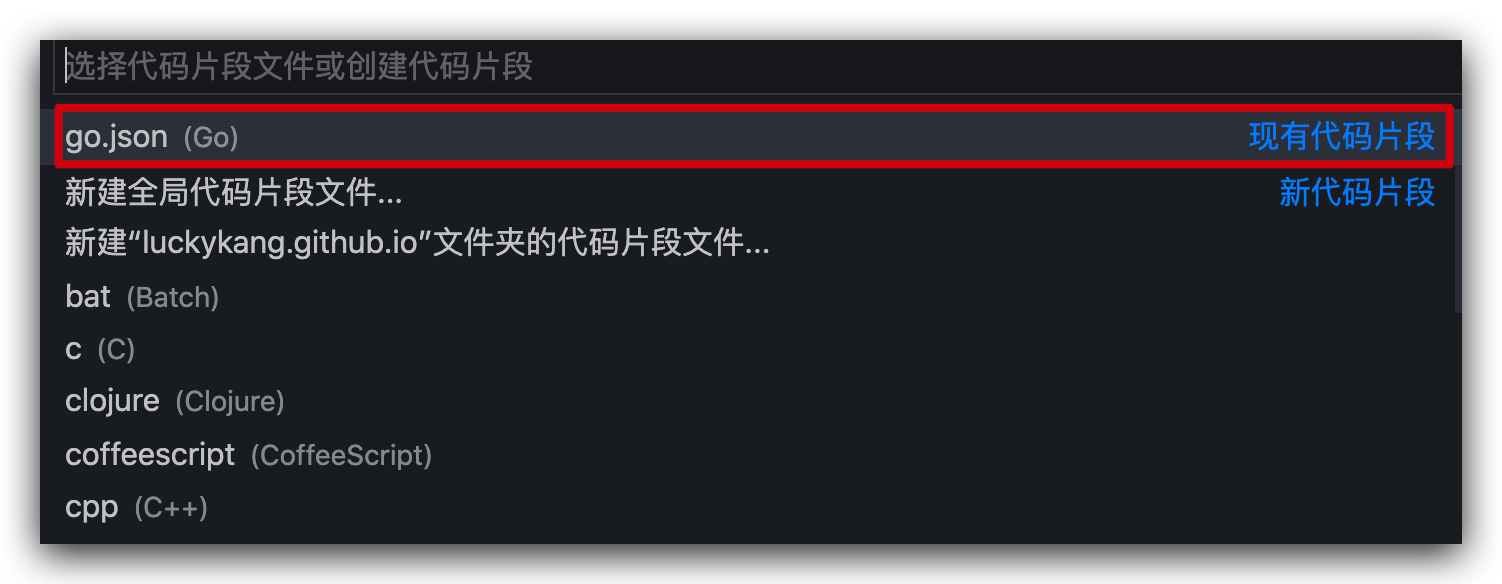 选择代码片段文件或创建代码片段
go.json (Go) 现有代码片段
新建全局代码片段文件... 新代码片段
新建“luckykang.github.io”文件夹的代码片段文件...
bat (Batch)
c (C)
clojure (Clojure)
coffeescript (CoffeeScript)
cpp (C++)